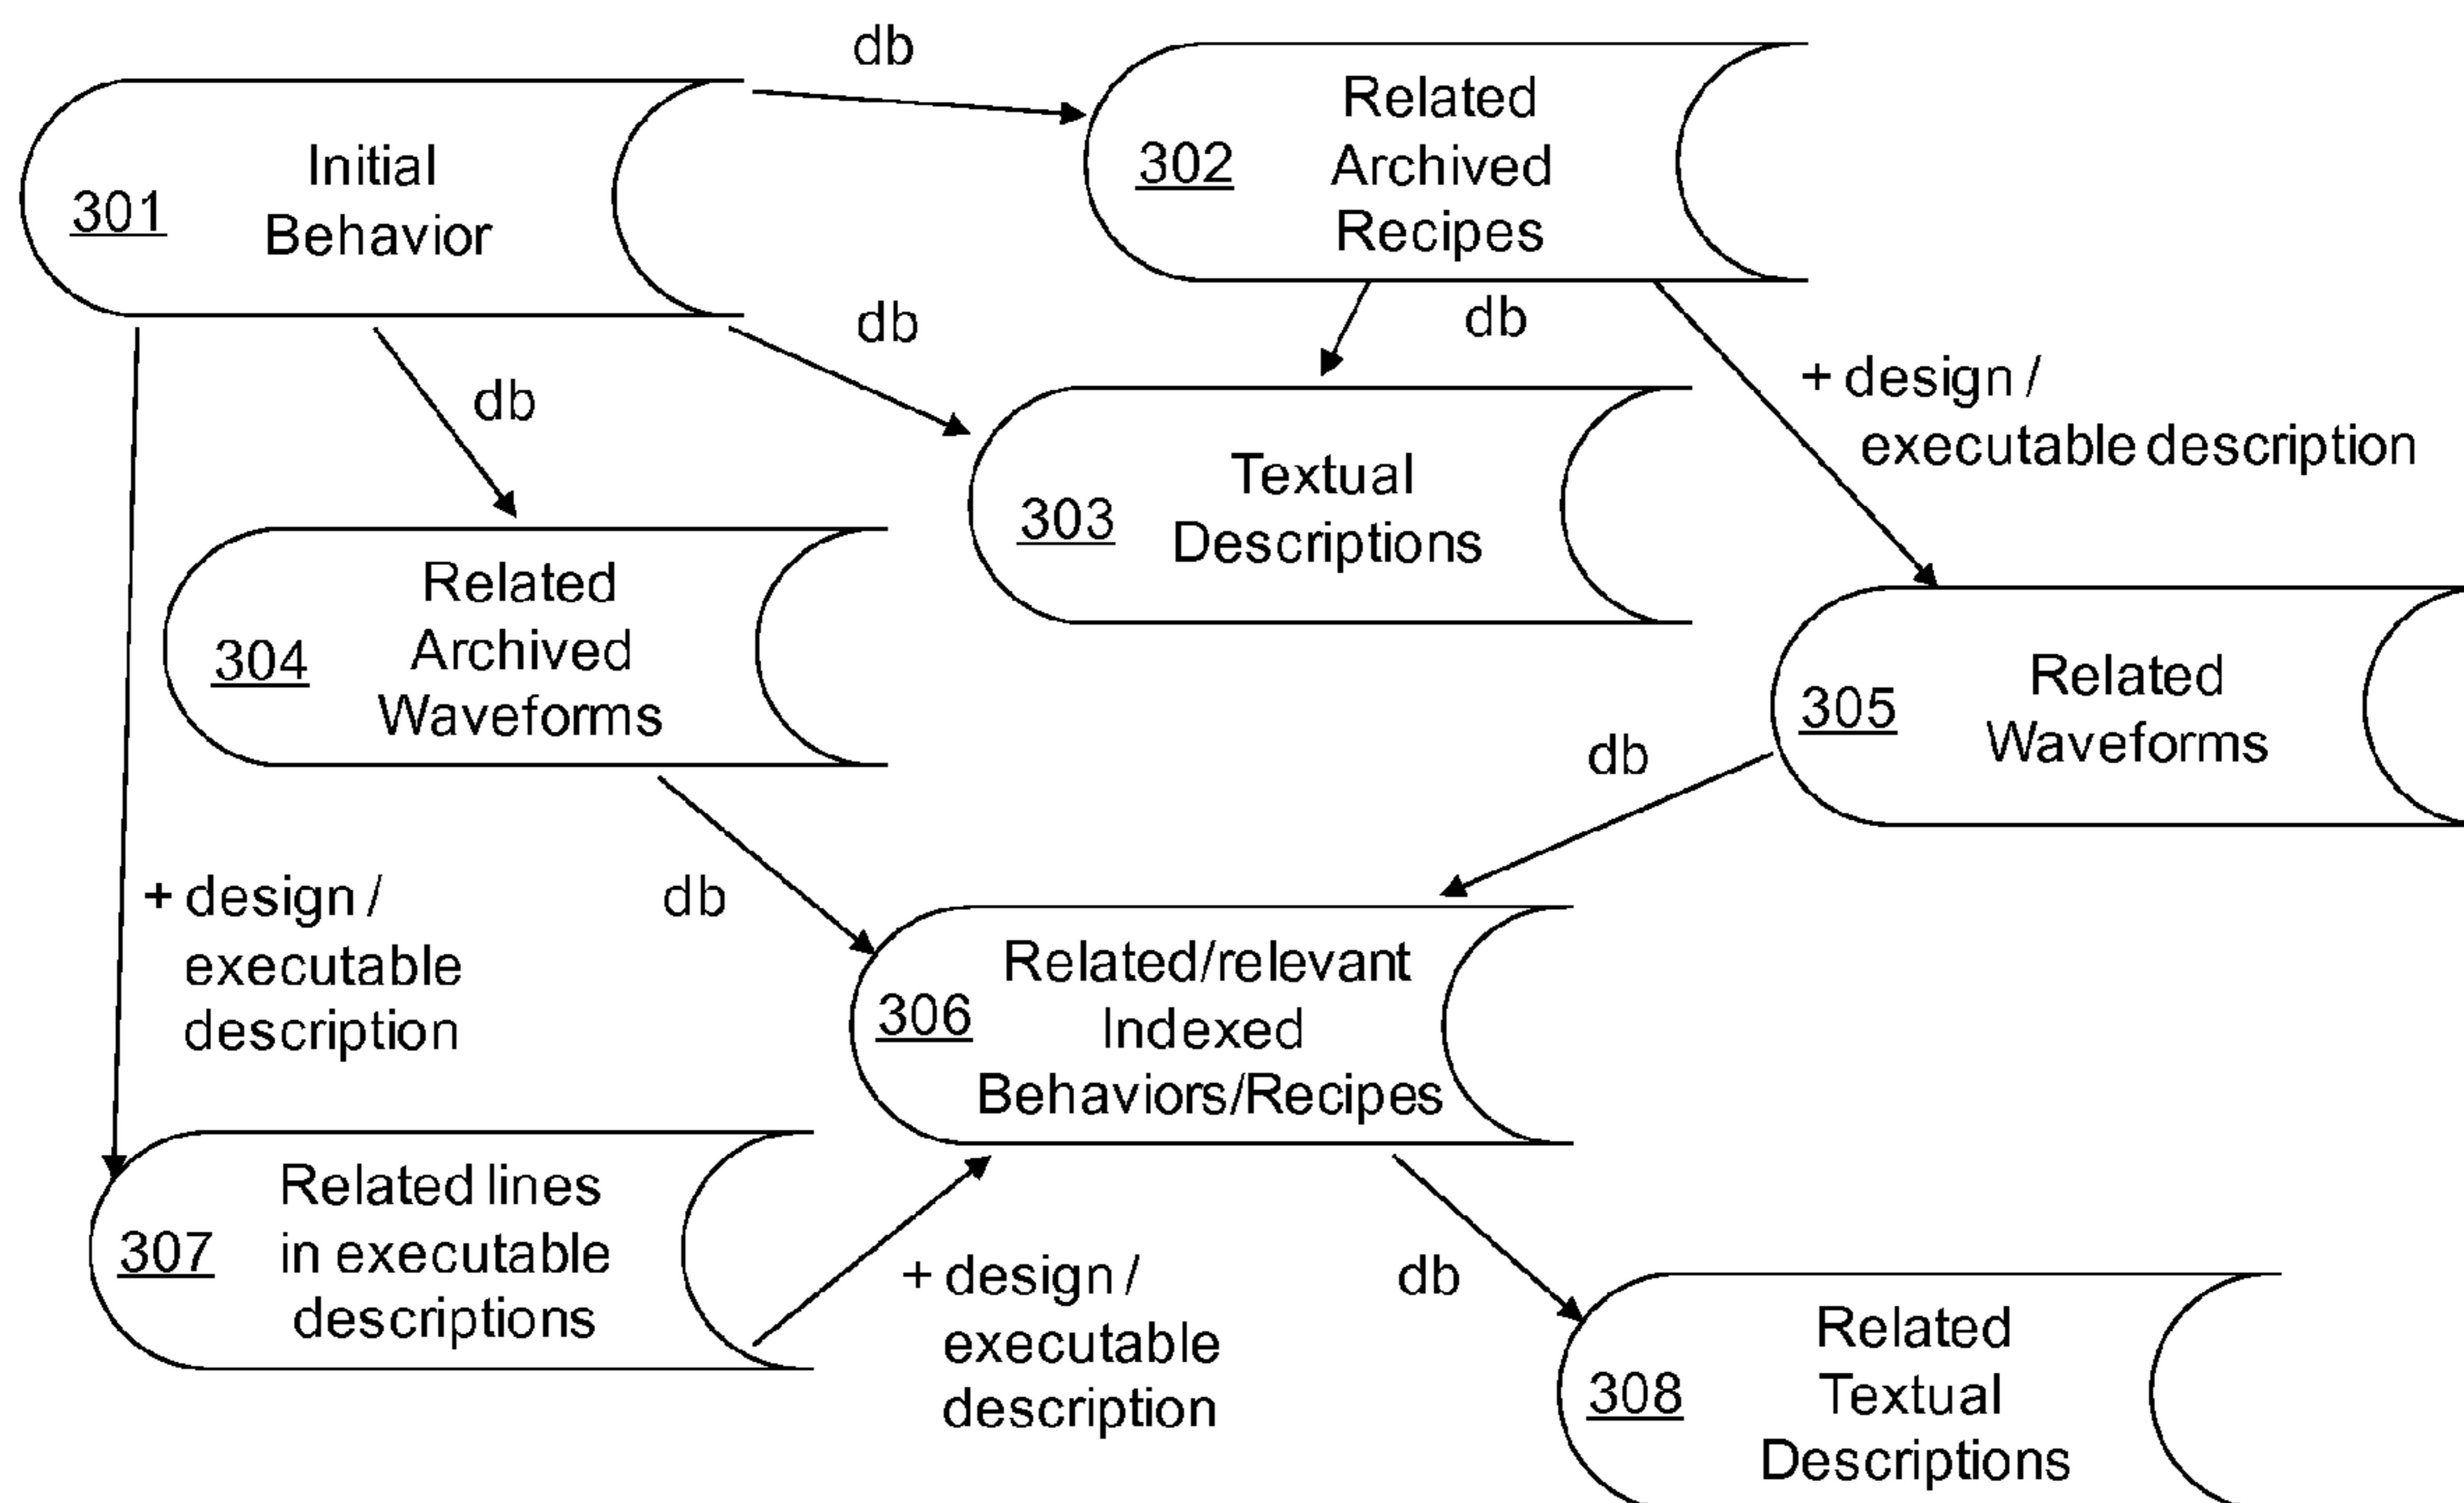 db
Initial
Behavior
301
Related
Archived
Recipes
302
db
db
db
+ design /
executable description
Textual
Descriptions
303
Related
Archived
Waveforms
304
Related
Waveforms
305
db
db
+ design /
executable
description
Related/relevant
Indexed
Behaviors/Recipes
306
Related lines
in executable
descriptions
307
+ design /
executable
description
db
Related
Textual
Descriptions
308